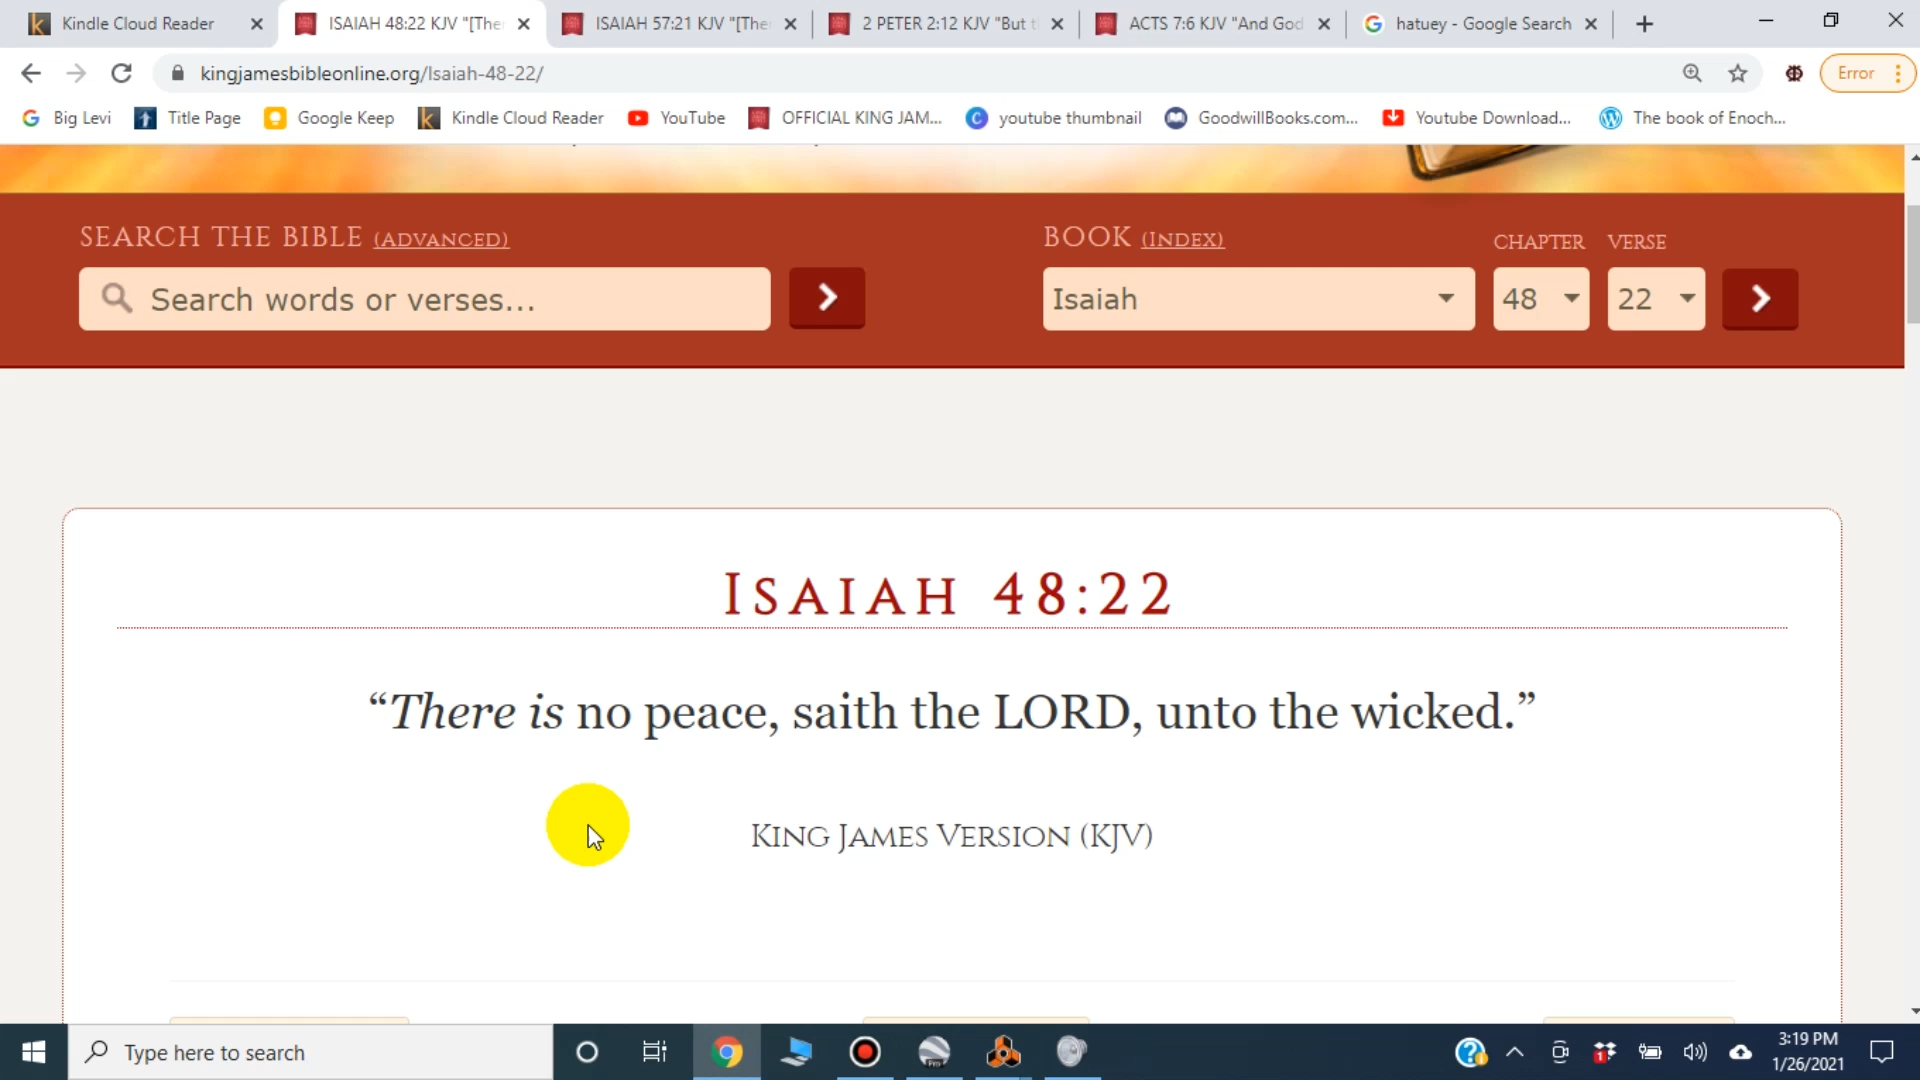 Kindle Cloud Reader
ISAIAH 48:22 KJV "[The
ISAIAH 57:21 KJV "[The
2 PETER 2:12 KJV "But t
ACTS 7:6 KJV "And God
hatuey - Google Search
kingjamesbibleonline.org/Isaiah-48-22/
Error
Big Levi
Title Page
Google Keep
Kindle Cloud Reader
YouTube
OFFICIAL KING JAM...
youtube thumbnail
GoodwillBooks.com...
Youtube Download...
The book of Enoch...
SEARCH THE BIBLE (ADVANCED)
BOOK (INDEX)
CHAPTER
VERSE
Search words or verses...
Isaiah
48
22
ISAIAH 48:22
“There is no peace, saith the LORD, unto the wicked.”
KING JAMES VERSION (KJV)
Type here to search
1
3:19 PM
1/26/2021